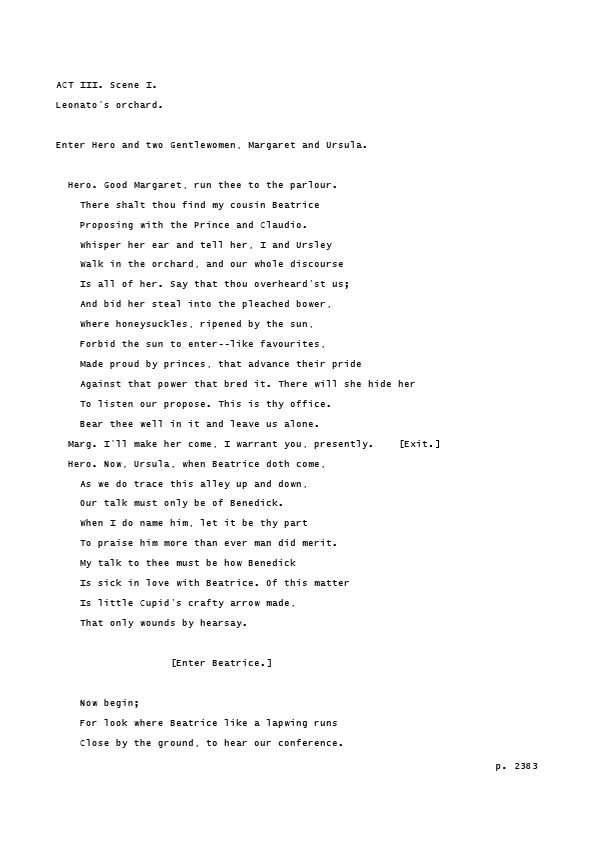 ACT III. Scene I.
Leonato's orchard.

Enter Hero and two Gentlewomen, Margaret and Ursula.

  Hero. Good Margaret, run thee to the parlour.
    There shalt thou find my cousin Beatrice
    Proposing with the Prince and Claudio.
    Whisper her ear and tell her, I and Ursley
    Walk in the orchard, and our whole discourse
    Is all of her. Say that thou overheard'st us;
    And bid her steal into the pleached bower,
    Where honeysuckles, ripened by the sun,
    Forbid the sun to enter--like favourites,
    Made proud by princes, that advance their pride
    Against that power that bred it. There will she hide her
    To listen our propose. This is thy office.
    Bear thee well in it and leave us alone.
  Marg. I'll make her come, I warrant you, presently.    [Exit.]
  Hero. Now, Ursula, when Beatrice doth come,
    As we do trace this alley up and down,
    Our talk must only be of Benedick.
    When I do name him, let it be thy part
    To praise him more than ever man did merit.
    My talk to thee must be how Benedick
    Is sick in love with Beatrice. Of this matter
    Is little Cupid's crafty arrow made,
    That only wounds by hearsay.

                   [Enter Beatrice.]

    Now begin;
    For look where Beatrice like a lapwing runs
    Close by the ground, to hear our conference.
p. 2383